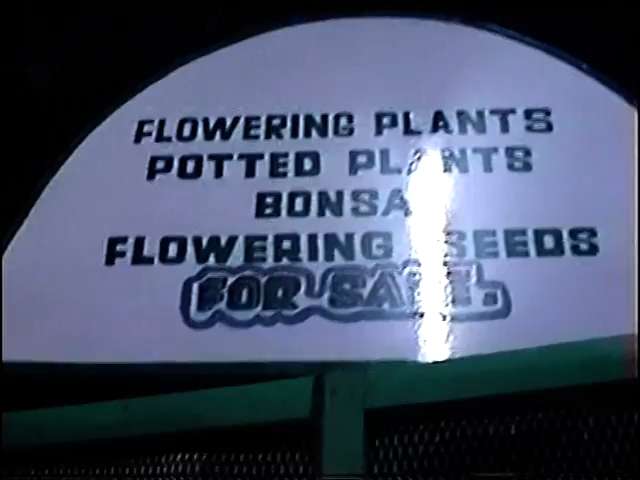 FLOWERING PLANTS
POTTED PLANTS
BONSAI
FLOWERING SEEDS
FOR SALE.